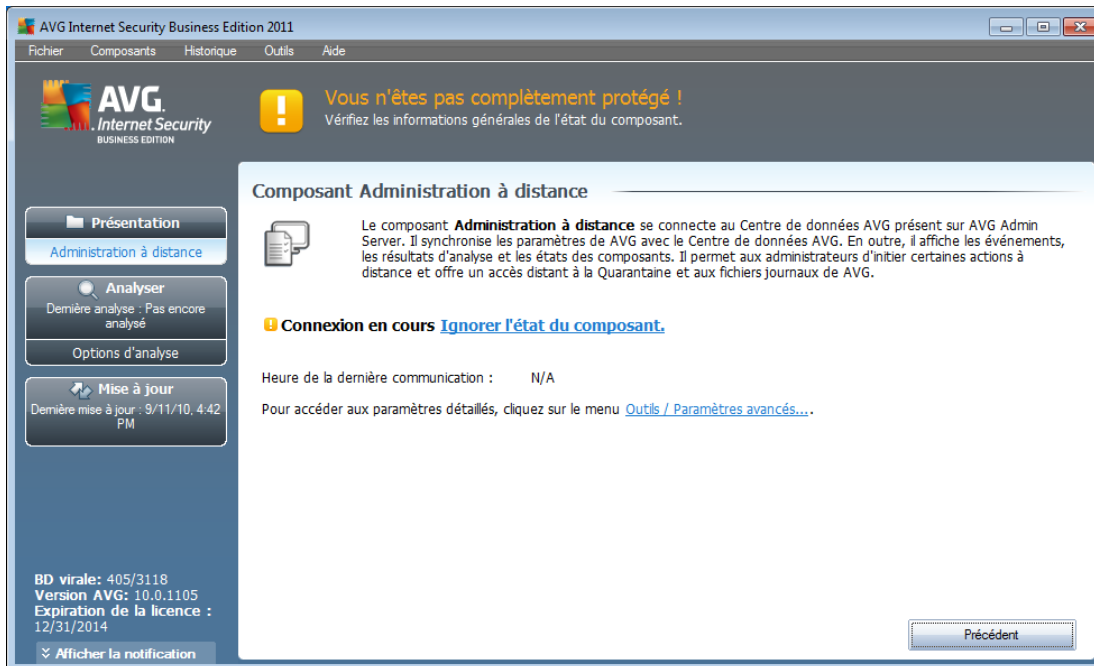 AVG Internet Security Business Edition 2011
Fichier Composants Historique Outils Aide
AVG.
Internet Security
BUSINESS EDITION
Vous n'êtes pas complètement protégé !
Vérifiez les informations générales de l'état du composant.
Présentation
Administration à distance
Analyser
Dernière analyse : Pas encore
analysé
Options d'analyse
Mise à jour
Dernière mise à jour : 9/11/10, 4:42
PM
BD virale: 405/3118
Version AVG: 10.0.1105
Expiration de la licence :
12/31/2014
Afficher la notification
Composant Administration à distance
Le composant Administration à distance se connecte au Centre de données AVG présent sur AVG Admin
Server. Il synchronise les paramètres de AVG avec le Centre de données AVG. En outre, il affiche les événements,
les résultats d'analyse et les états des composants. Il permet aux administrateurs d'initier certaines actions à
distance et offre un accès distant à la Quarantaine et aux fichiers journaux de AVG.
Connexion en cours Ignorer l'état du composant.
Heure de la dernière communication : N/A
Pour accéder aux paramètres détaillés, cliquez sur le menu Outils / Paramètres avancés....
Précédent